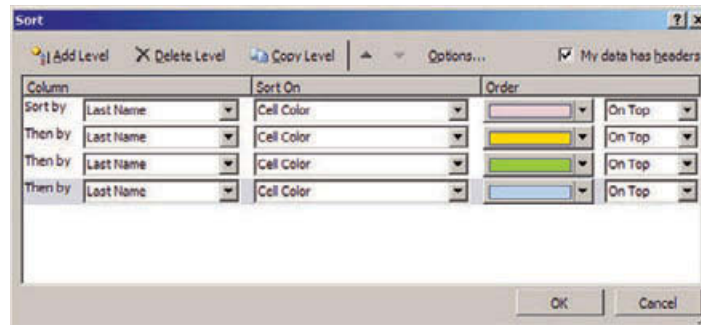 Sort
Add Level Delete Level Copy Level Options... My data has headers
Column Sort On Order
Sort by Last Name Cell Color On Top
Then by Last Name Cell Color On Top
Then by Last Name Cell Color On Top
Then by Last Name Cell Color On Top
OK Cancel